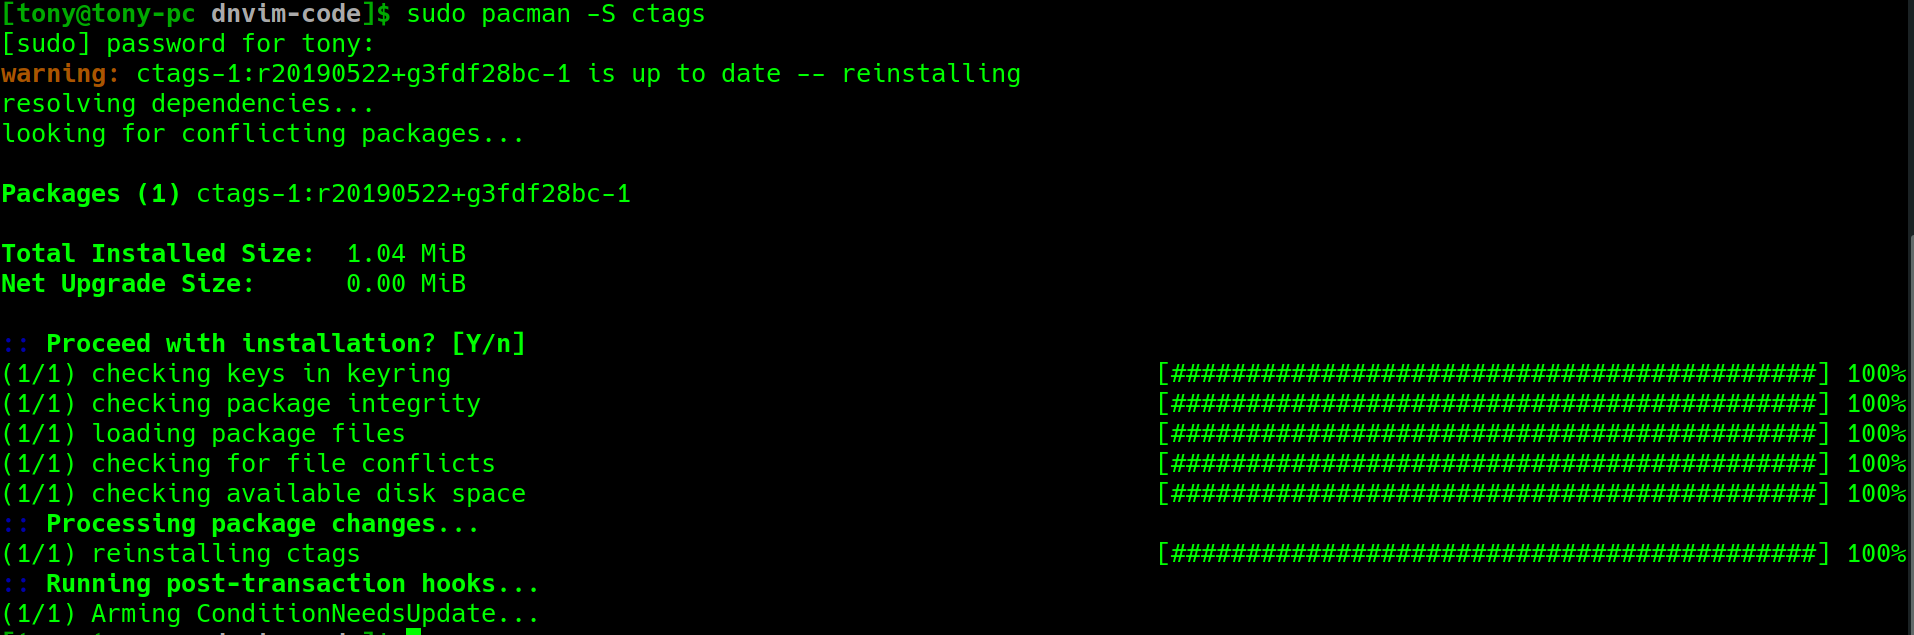 [tony@tony-pc dnvim-code]$ sudo pacman -S ctags
[sudo] password for tony:
warning: ctags-1:r20190522+g3fdf28bc-1 is up to date -- reinstalling
resolving dependencies...
looking for conflicting packages...
Packages (1) ctags-1:r20190522+g3fdf28bc-1
Total Installed Size:  1.04 MiB
Net Upgrade Size:      0.00 MiB
:: Proceed with installation? [Y/n]
(1/1) checking keys in keyring [###########################################] 100%
(1/1) checking package integrity [###########################################] 100%
(1/1) loading package files [###########################################] 100%
(1/1) checking for file conflicts [###########################################] 100%
(1/1) checking available disk space [###########################################] 100%
:: Processing package changes...
(1/1) reinstalling ctags [###########################################] 100%
:: Running post-transaction hooks...
(1/1) Arming ConditionNeedsUpdate...